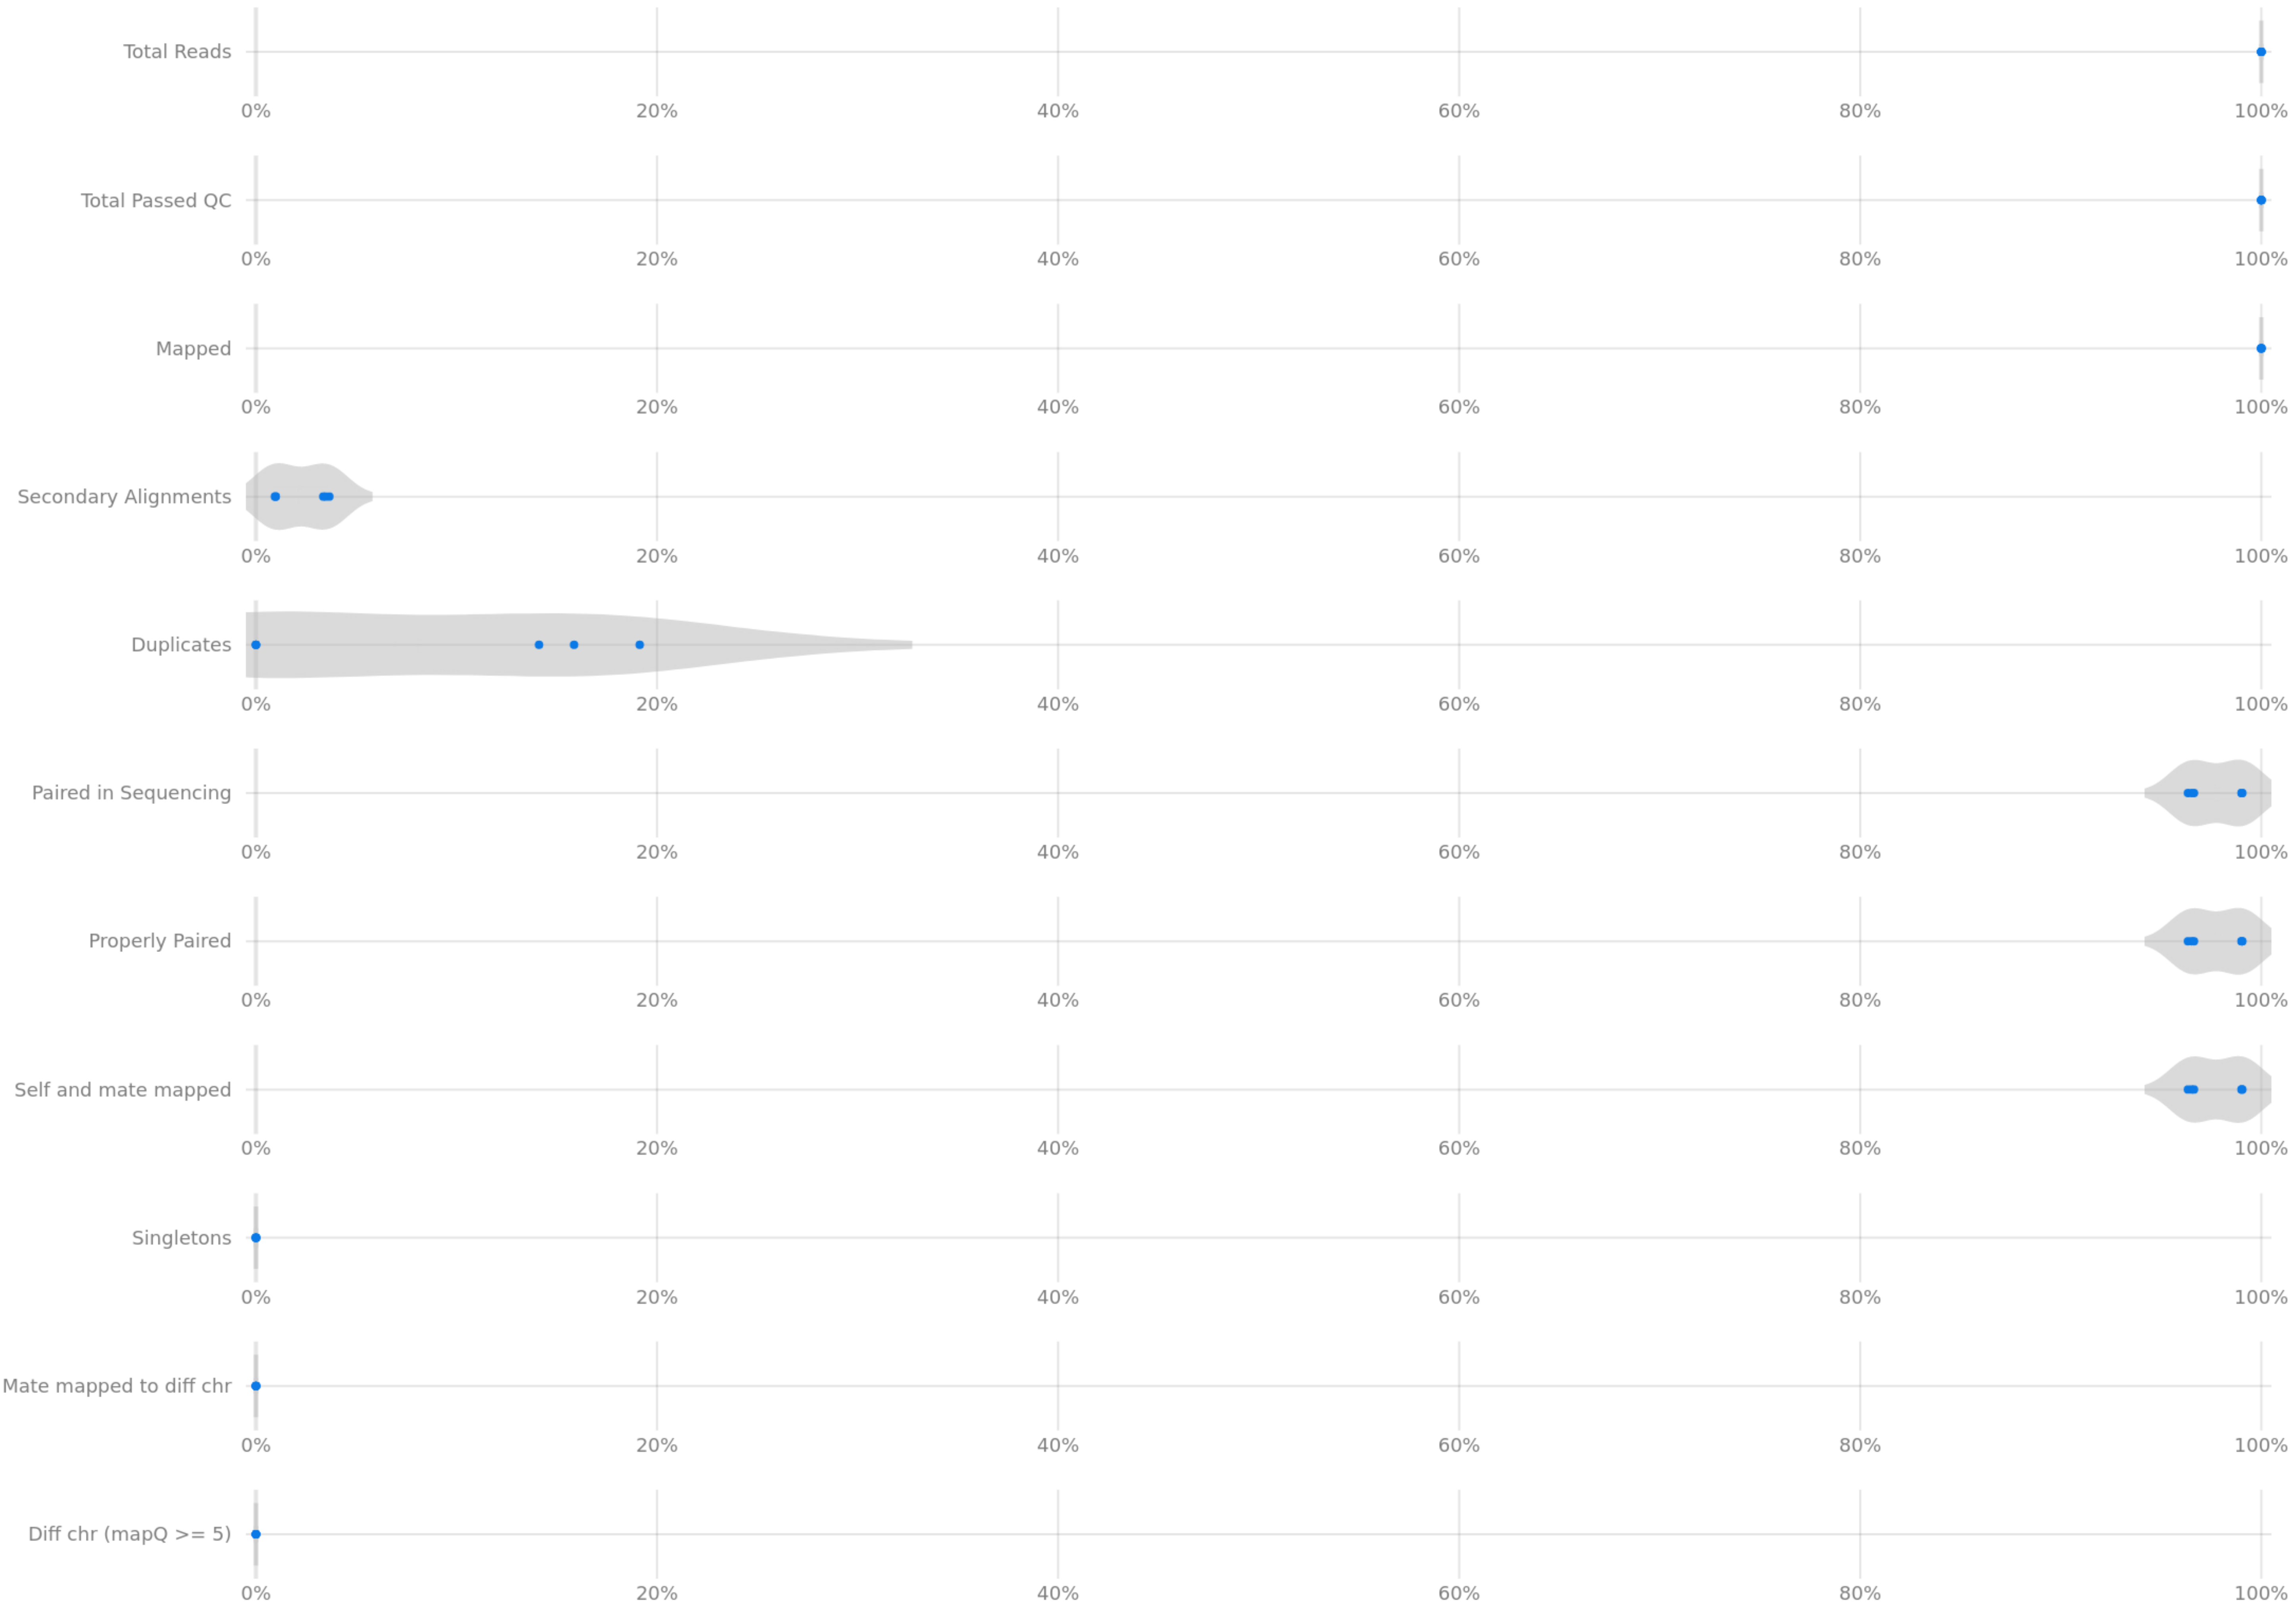 Total Reads
0% 20% 40% 60% 80% 100%
Total Passed QC
0% 20% 40% 60% 80% 100%
Mapped
0% 20% 40% 60% 80% 100%
Secondary Alignments
0% 20% 40% 60% 80% 100%
Duplicates
0% 20% 40% 60% 80% 100%
Paired in Sequencing
0% 20% 40% 60% 80% 100%
Properly Paired
0% 20% 40% 60% 80% 100%
Self and mate mapped
0% 20% 40% 60% 80% 100%
Singletons
0% 20% 40% 60% 80% 100%
Mate mapped to diff chr
0% 20% 40% 60% 80% 100%
Diff chr (mapQ >= 5)
0% 20% 40% 60% 80% 100%